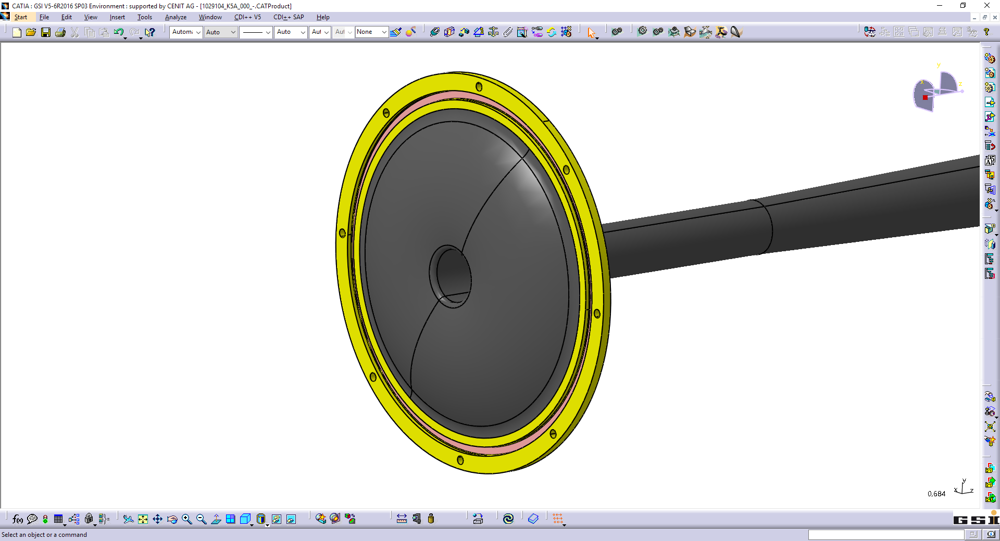 CATIA : GSI V5-6R2016 SP03 Environment : supported by CENIT AG - [1029104_K5A_000_-.CATProduct]
Start File Edit View Insert Tools Analyze Window CDI++ V5 CDI++ SAP Help
Automa Auto Auto Aut Aut None
y
z
y
x z
0,684
f(x)
GSI
Select an object or a command